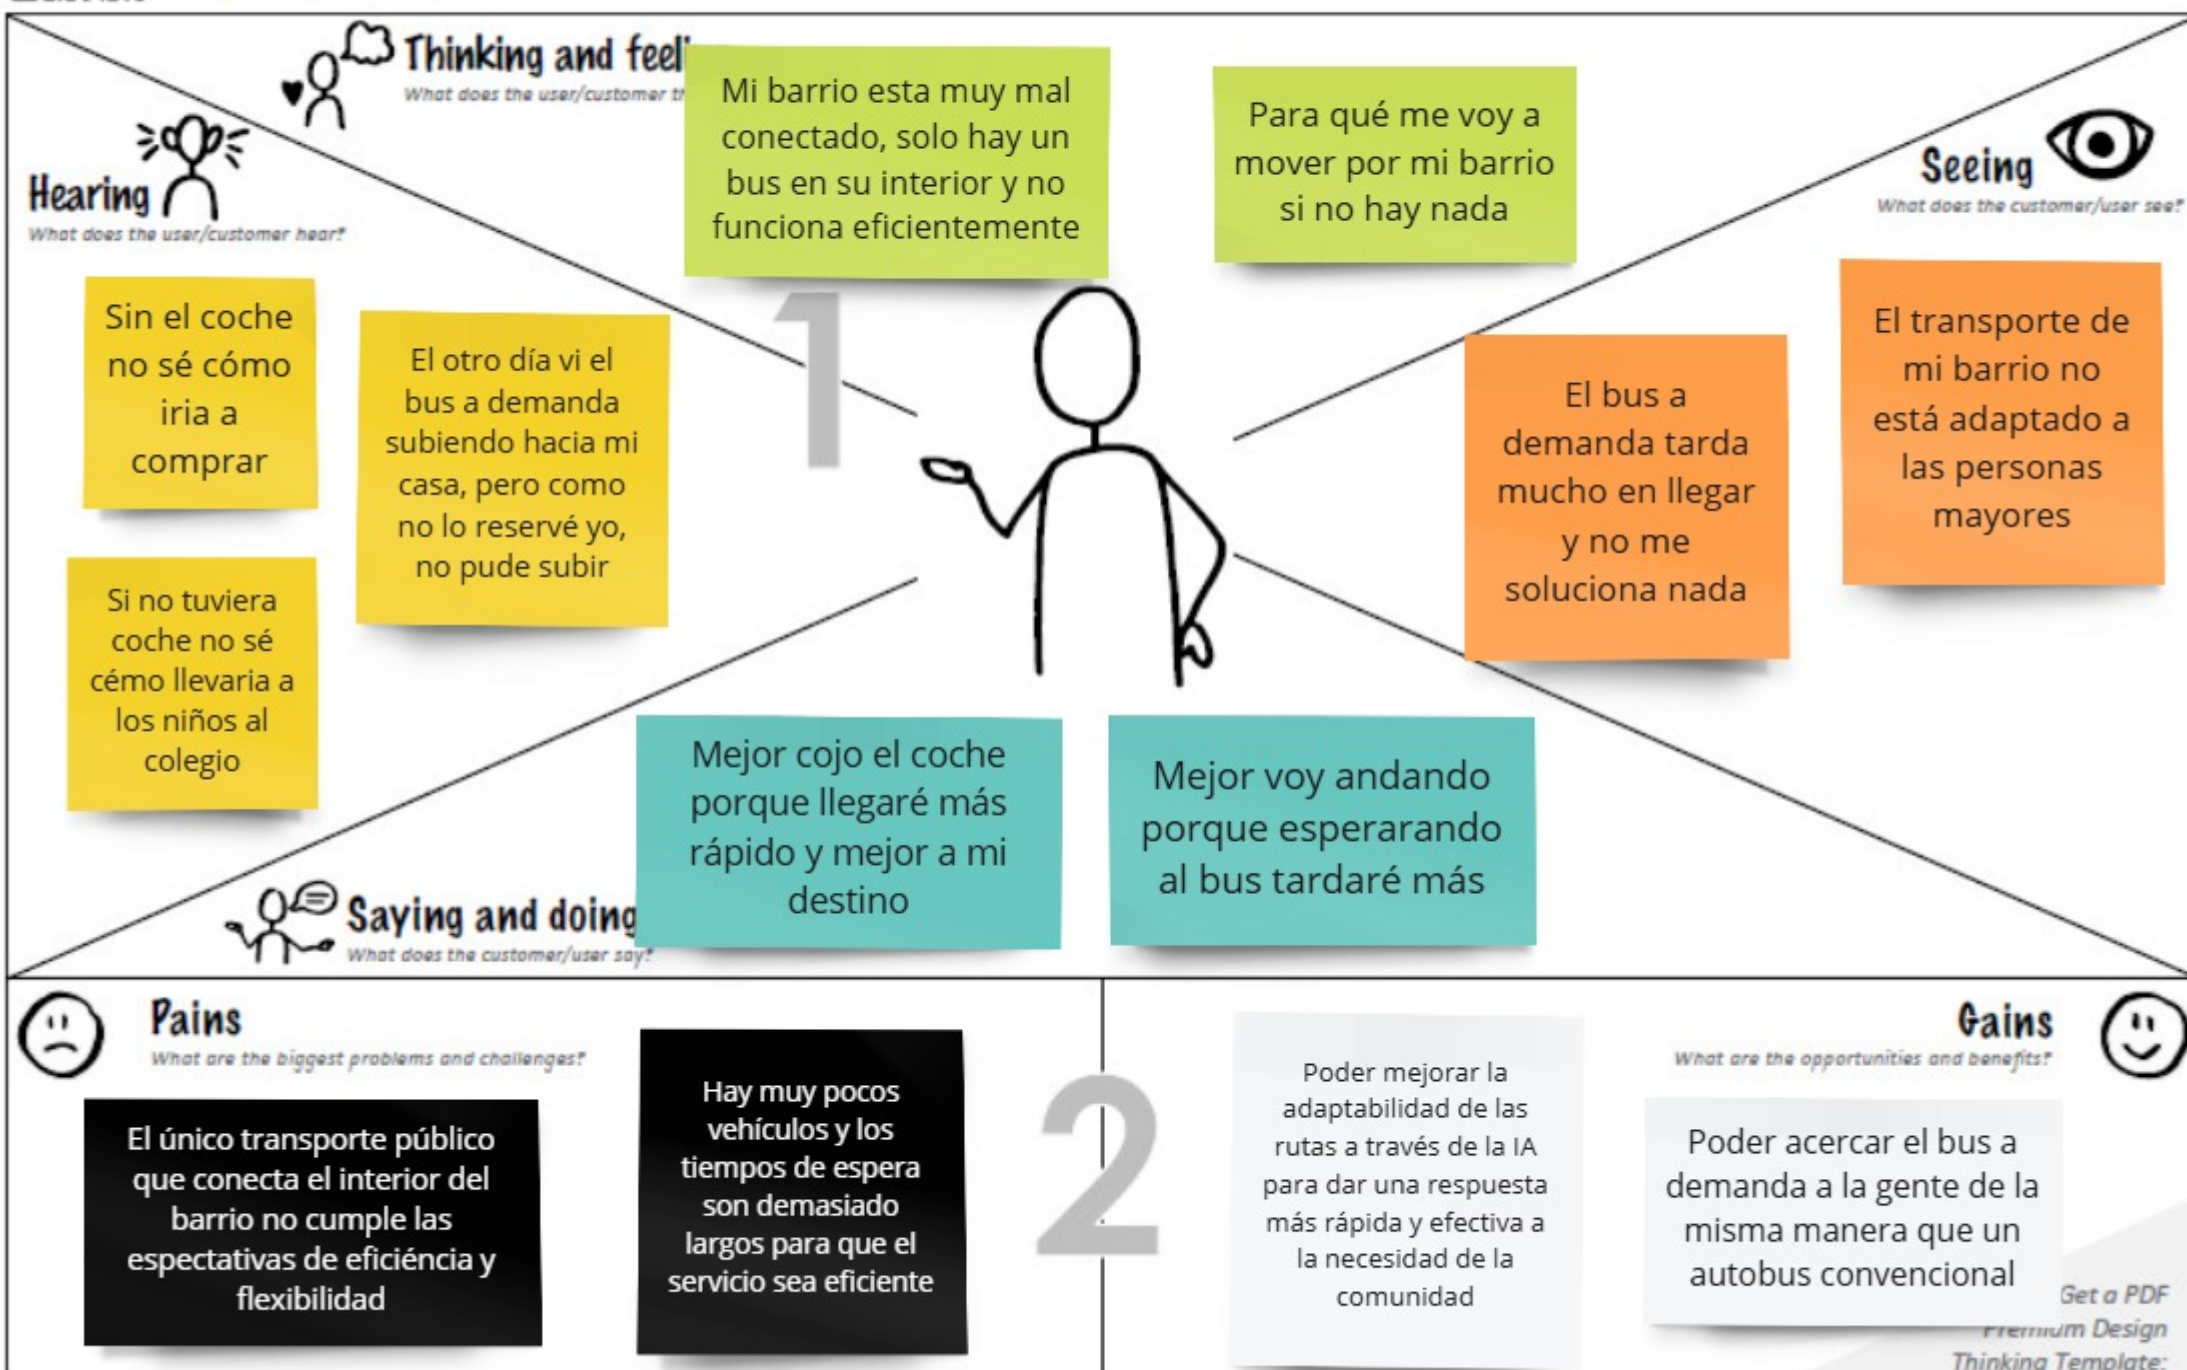 Thinking and feeli
What does the user/customer th
Mi barrio esta muy mal
conectado, solo hay un
bus en su interior y no
funciona eficientemente
Para qué me voy a
mover por mi barrio
si no hay nada
Hearing
What does the user/customer hear?
Sin el coche
no sé cómo
iria a
comprar
El otro día vi el
bus a demanda
subiendo hacia mi
casa, pero como
no lo reservé yo,
no pude subir
Si no tuviera
coche no sé
cémo llevaria a
los niños al
colegio
1
Seeing
What does the customer/user see?
El bus a
demanda tarda
mucho en llegar
y no me
soluciona nada
El transporte de
mi barrio no
está adaptado a
las personas
mayores
Saying and doing
What does the customer/user say?
Mejor cojo el coche
porque llegaré más
rápido y mejor a mi
destino
Mejor voy andando
porque esperarando
al bus tardaré más
Pains
What are the biggest problems and challenges?
El único transporte público
que conecta el interior del
barrio no cumple las
espectativas de eficiéncia y
flexibilidad
Hay muy pocos
vehículos y los
tiempos de espera
son demasiado
largos para que el
servicio sea eficiente
2
Gains
What are the opportunities and benefits?
Poder mejorar la
adaptabilidad de las
rutas a través de la IA
para dar una respuesta
más rápida y efectiva a
la necesidad de la
comunidad
Poder acercar el bus a
demanda a la gente de la
misma manera que un
autobus convencional
Get a PDF
Premium Design
Thinking Template: